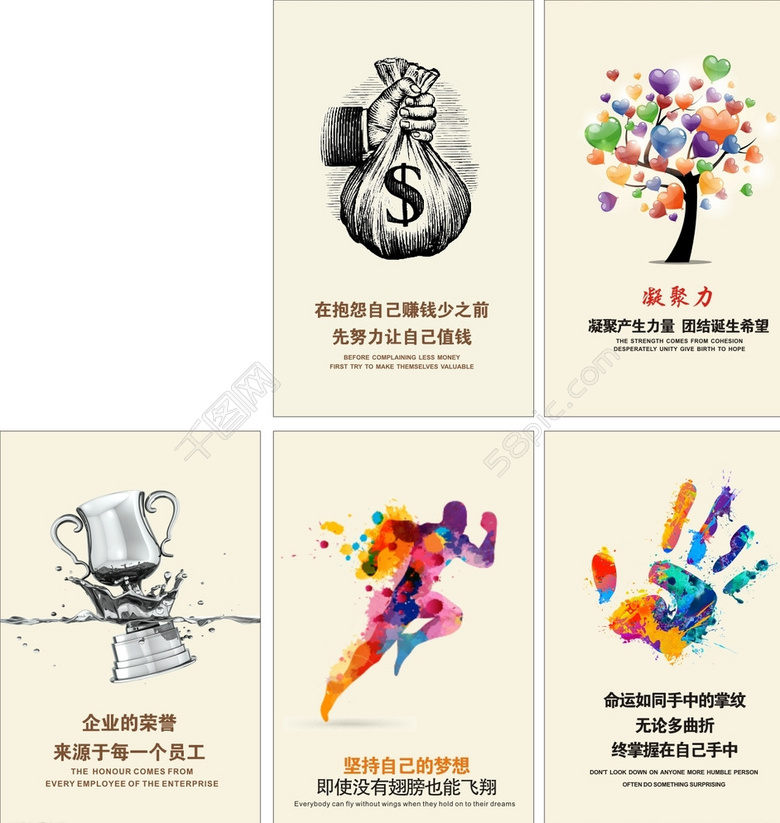 在抱怨自己赚钱少之前
先努力让自己值钱
BEFORE COMPLAINING LESS MONEY
FIRST TRY TO MAKE THEMSELVES VALUABLE
凝聚力
凝聚产生力量 团结诞生希望
THE STRENGTH COMES FROM COHESION
DESPERATELY UNITY GIVE BIRTH TO HOPE
企业的荣誉
来源于每一个员工
THE HONOUR COMES FROM
EVERY EMPLOYEE OF THE ENTERPRISE
坚持自己的梦想
即使没有翅膀也能飞翔
Everybody can fly without wings when they hold on to their dreams
命运如同手中的掌纹
无论多曲折
终掌握在自己手中
DON'T LOOK DOWN ON ANYONE MORE HUMBLE PERSON
OFTEN DO SOMETHING SURPRISING
千图网
58pic.com